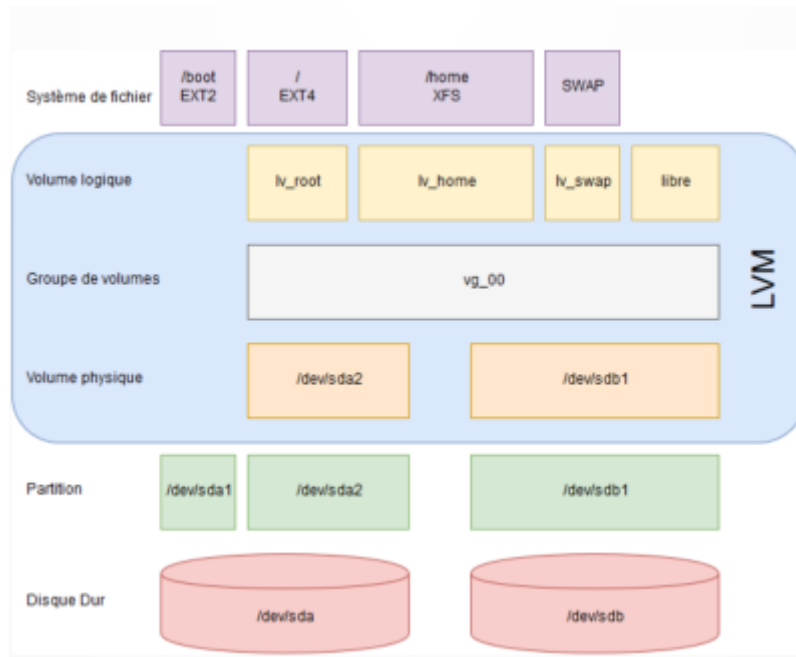 /boot
EXT2
/
EXT4
/home
XFS
SWAP
Système de fichier
Volume logique
lv_root
lv_home
lv_swap
libre
Groupe de volumes
vg_00
LVM
Volume physique
/dev/sda2
/dev/sdb1
Partition
/dev/sda1
/dev/sda2
/dev/sdb1
Disque Dur
/dev/sda
/dev/sdb